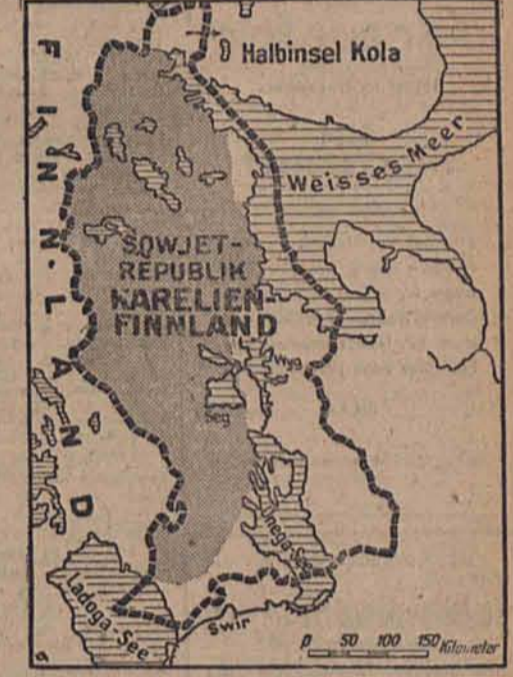 Halbinsel Kola
FINNLAND
Weisses Meer
SOWJET-
REPUBLIK
KARELIEN-
FINNLAND
Wyg
Seg
Onega-See
Ladoga-See
Swir
0 50 100 150 Kilometer